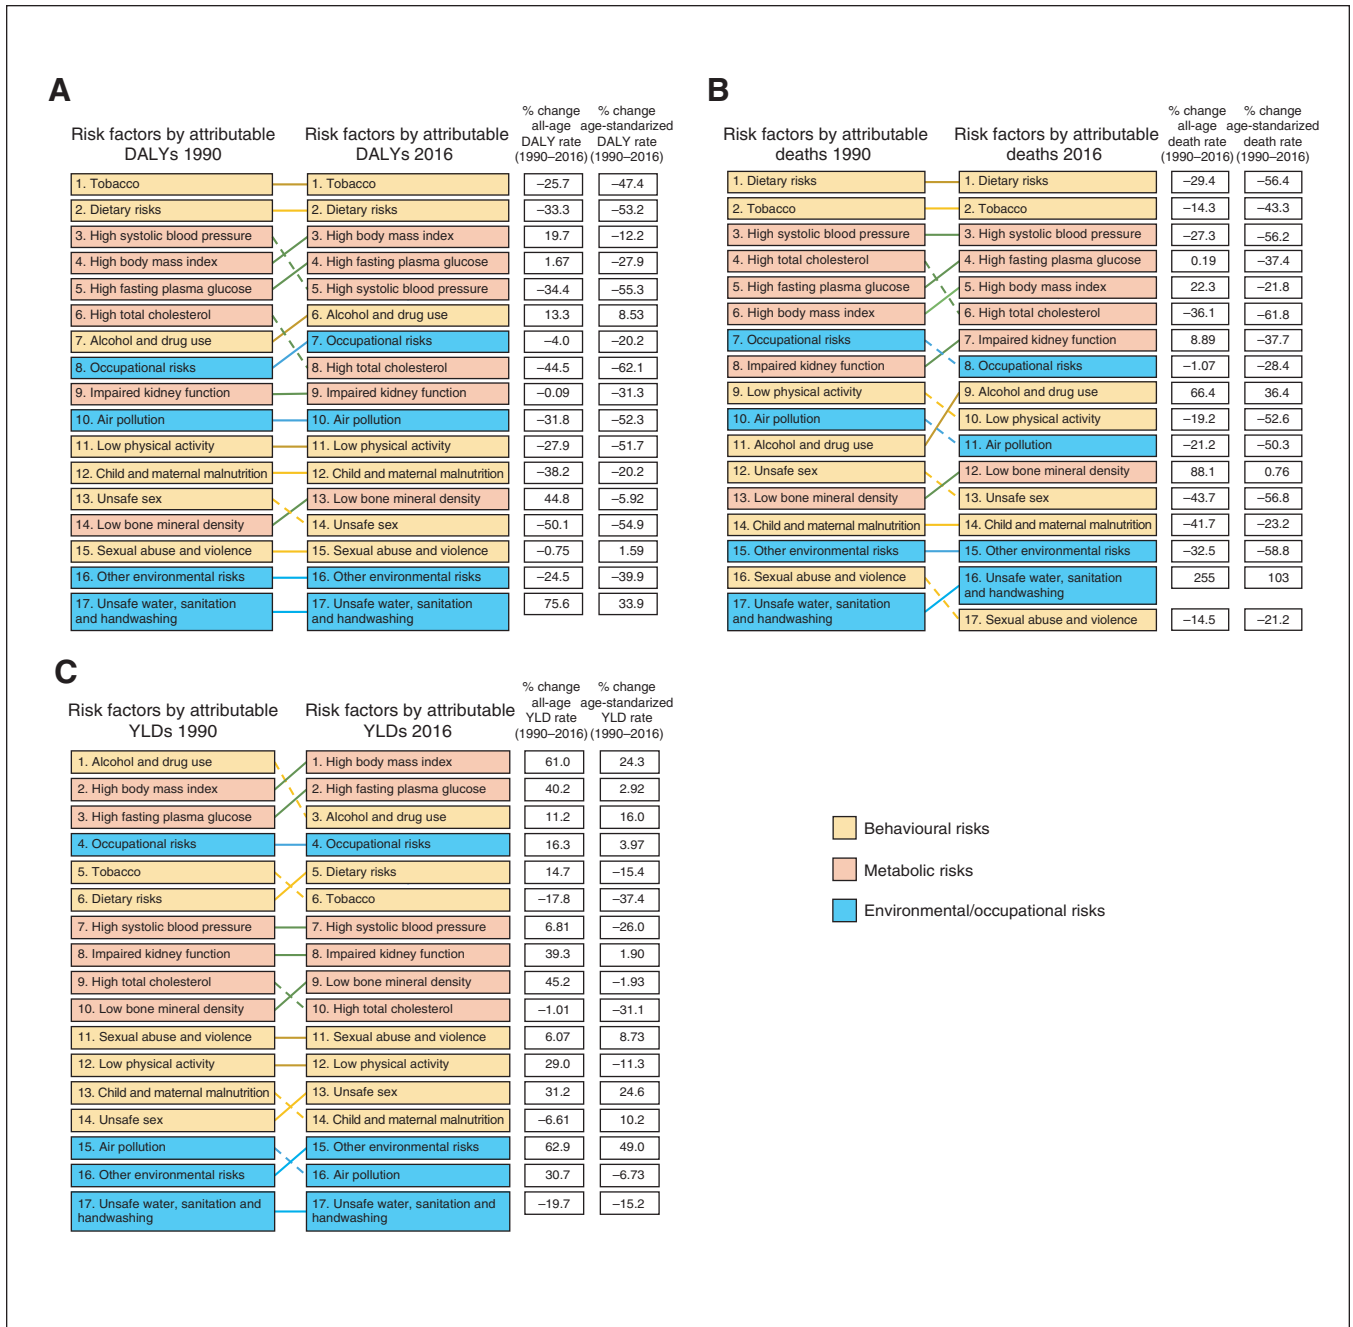 A
Risk factors by attributable
DALYs 1990
Risk factors by attributable
DALYs 2016
% change
all-age
DALY rate
(1990–2016)
% change
age-standarized
DALY rate
(1990–2016)
1. Tobacco 1. Tobacco –25.7 –47.4
2. Dietary risks 2. Dietary risks –33.3 –53.2
3. High systolic blood pressure 3. High body mass index 19.7 –12.2
4. High body mass index 4. High fasting plasma glucose 1.67 –27.9
5. High fasting plasma glucose 5. High systolic blood pressure –34.4 –55.3
6. High total cholesterol 6. Alcohol and drug use 13.3 8.53
7. Alcohol and drug use 7. Occupational risks –4.0 –20.2
8. Occupational risks 8. High total cholesterol –44.5 –62.1
9. Impaired kidney function 9. Impaired kidney function –0.09 –31.3
10. Air pollution 10. Air pollution –31.8 –52.3
11. Low physical activity 11. Low physical activity –27.9 –51.7
12. Child and maternal malnutrition 12. Child and maternal malnutrition –38.2 –20.2
13. Unsafe sex 13. Low bone mineral density 44.8 –5.92
14. Low bone mineral density 14. Unsafe sex –50.1 –54.9
15. Sexual abuse and violence 15. Sexual abuse and violence –0.75 1.59
16. Other environmental risks 16. Other environmental risks –24.5 –39.9
17. Unsafe water, sanitation
and handwashing
17. Unsafe water, sanitation
and handwashing
75.6 33.9
B
Risk factors by attributable
deaths 1990
Risk factors by attributable
deaths 2016
% change
all-age
death rate
(1990–2016)
% change
age-standarized
death rate
(1990–2016)
1. Dietary risks 1. Dietary risks –29.4 –56.4
2. Tobacco 2. Tobacco –14.3 –43.3
3. High systolic blood pressure 3. High systolic blood pressure –27.3 –56.2
4. High total cholesterol 4. High fasting plasma glucose 0.19 –37.4
5. High fasting plasma glucose 5. High body mass index 22.3 –21.8
6. High body mass index 6. High total cholesterol –36.1 –61.8
7. Occupational risks 7. Impaired kidney function 8.89 –37.7
8. Impaired kidney function 8. Occupational risks –1.07 –28.4
9. Low physical activity 9. Alcohol and drug use 66.4 36.4
10. Air pollution 10. Low physical activity –19.2 –52.6
11. Alcohol and drug use 11. Air pollution –21.2 –50.3
12. Unsafe sex 12. Low bone mineral density 88.1 0.76
13. Low bone mineral density 13. Unsafe sex –43.7 –56.8
14. Child and maternal malnutrition 14. Child and maternal malnutrition –41.7 –23.2
15. Other environmental risks 15. Other environmental risks –32.5 –58.8
16. Sexual abuse and violence 16. Unsafe water, sanitation
and handwashing
255 103
17. Unsafe water, sanitation
and handwashing
17. Sexual abuse and violence –14.5 –21.2
C
Risk factors by attributable
YLDs 1990
Risk factors by attributable
YLDs 2016
% change
all-age
YLD rate
(1990–2016)
% change
age-standarized
YLD rate
(1990–2016)
1. Alcohol and drug use 1. High body mass index 61.0 24.3
2. High body mass index 2. High fasting plasma glucose 40.2 2.92
3. High fasting plasma glucose 3. Alcohol and drug use 11.2 16.0
4. Occupational risks 4. Occupational risks 16.3 3.97
5. Tobacco 5. Dietary risks 14.7 –15.4
6. Dietary risks 6. Tobacco –17.8 –37.4
7. High systolic blood pressure 7. High systolic blood pressure 6.81 –26.0
8. Impaired kidney function 8. Impaired kidney function 39.3 1.90
9. High total cholesterol 9. Low bone mineral density 45.2 –1.93
10. Low bone mineral density 10. High total cholesterol –1.01 –31.1
11. Sexual abuse and violence 11. Sexual abuse and violence 6.07 8.73
12. Low physical activity 12. Low physical activity 29.0 –11.3
13. Child and maternal malnutrition 13. Unsafe sex 31.2 24.6
14. Unsafe sex 14. Child and maternal malnutrition –6.61 10.2
15. Air pollution 15. Other environmental risks 62.9 49.0
16. Other environmental risks 16. Air pollution 30.7 –6.73
17. Unsafe water, sanitation and
handwashing
17. Unsafe water, sanitation and
handwashing
–19.7 –15.2
Behavioural risks
Metabolic risks
Environmental/occupational risks